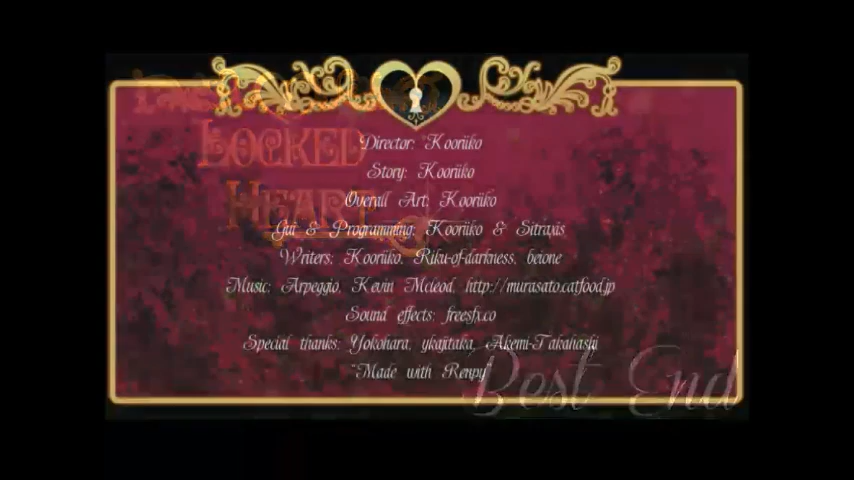 LOCKED
HEART
Director: Kooriiko
Story: Kooriiko
Overall Art: Kooriiko
Gui & Programming: Kooriiko & Sitraxis
Writers: Kooriiko, Riku-of-darkness, beione
Music: Arpeggio, Kevin Mcleod, http://murasato.catfood.jp
Sound effects: freesfx.co
Special thanks: Yokohara, ykajitaka, Akemi-Takahashi
"Made with Renpy"
Best End